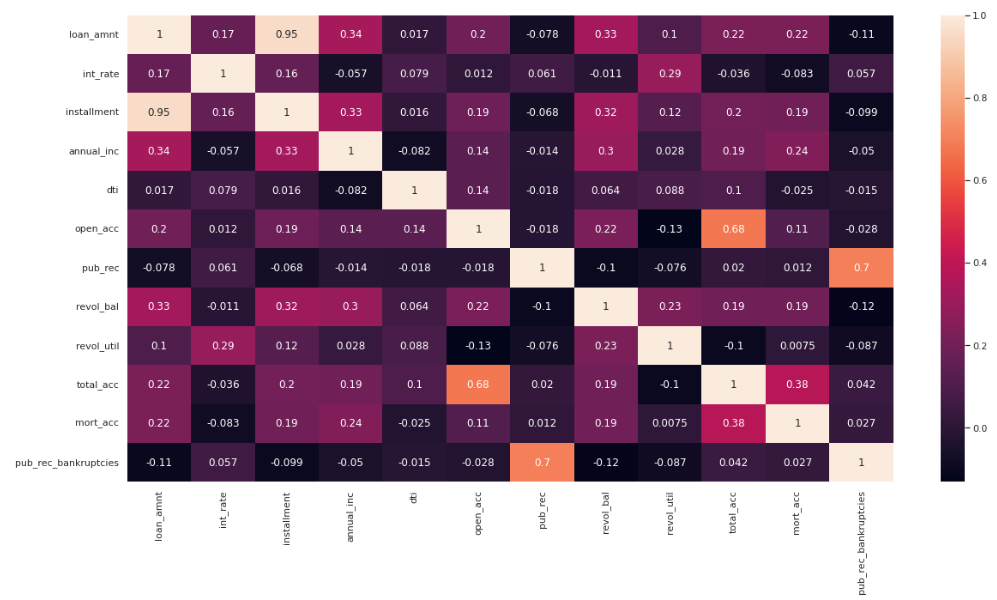 loan_amnt 1 0.17 0.95 0.34 0.017 0.2 -0.078 0.33 0.1 0.22 0.22 -0.11
int_rate 0.17 1 0.16 -0.057 0.079 0.012 0.061 -0.011 0.29 -0.036 -0.083 0.057
installment 0.95 0.16 1 0.33 0.016 0.19 -0.068 0.32 0.12 0.2 0.19 -0.099
annual_inc 0.34 -0.057 0.33 1 -0.082 0.14 -0.014 0.3 0.028 0.19 0.24 -0.05
dti 0.017 0.079 0.016 -0.082 1 0.14 -0.018 0.064 0.088 0.1 -0.025 -0.015
open_acc 0.2 0.012 0.19 0.14 0.14 1 -0.018 0.22 -0.13 0.68 0.11 -0.028
pub_rec -0.078 0.061 -0.068 -0.014 -0.018 -0.018 1 -0.1 -0.076 0.02 0.012 0.7
revol_bal 0.33 -0.011 0.32 0.3 0.064 0.22 -0.1 1 0.23 0.19 0.19 -0.12
revol_util 0.1 0.29 0.12 0.028 0.088 -0.13 -0.076 0.23 1 -0.1 0.0075 -0.087
total_acc 0.22 -0.036 0.2 0.19 0.1 0.68 0.02 0.19 -0.1 1 0.38 0.042
mort_acc 0.22 -0.083 0.19 0.24 -0.025 0.11 0.012 0.19 0.0075 0.38 1 0.027
pub_rec_bankruptcies -0.11 0.057 -0.099 -0.05 -0.015 -0.028 0.7 -0.12 -0.087 0.042 0.027 1
loan_amnt
int_rate
installment
annual_inc
dti
open_acc
pub_rec
revol_bal
revol_util
total_acc
mort_acc
pub_rec_bankruptcies
1.0
0.8
0.6
0.4
0.2
0.0